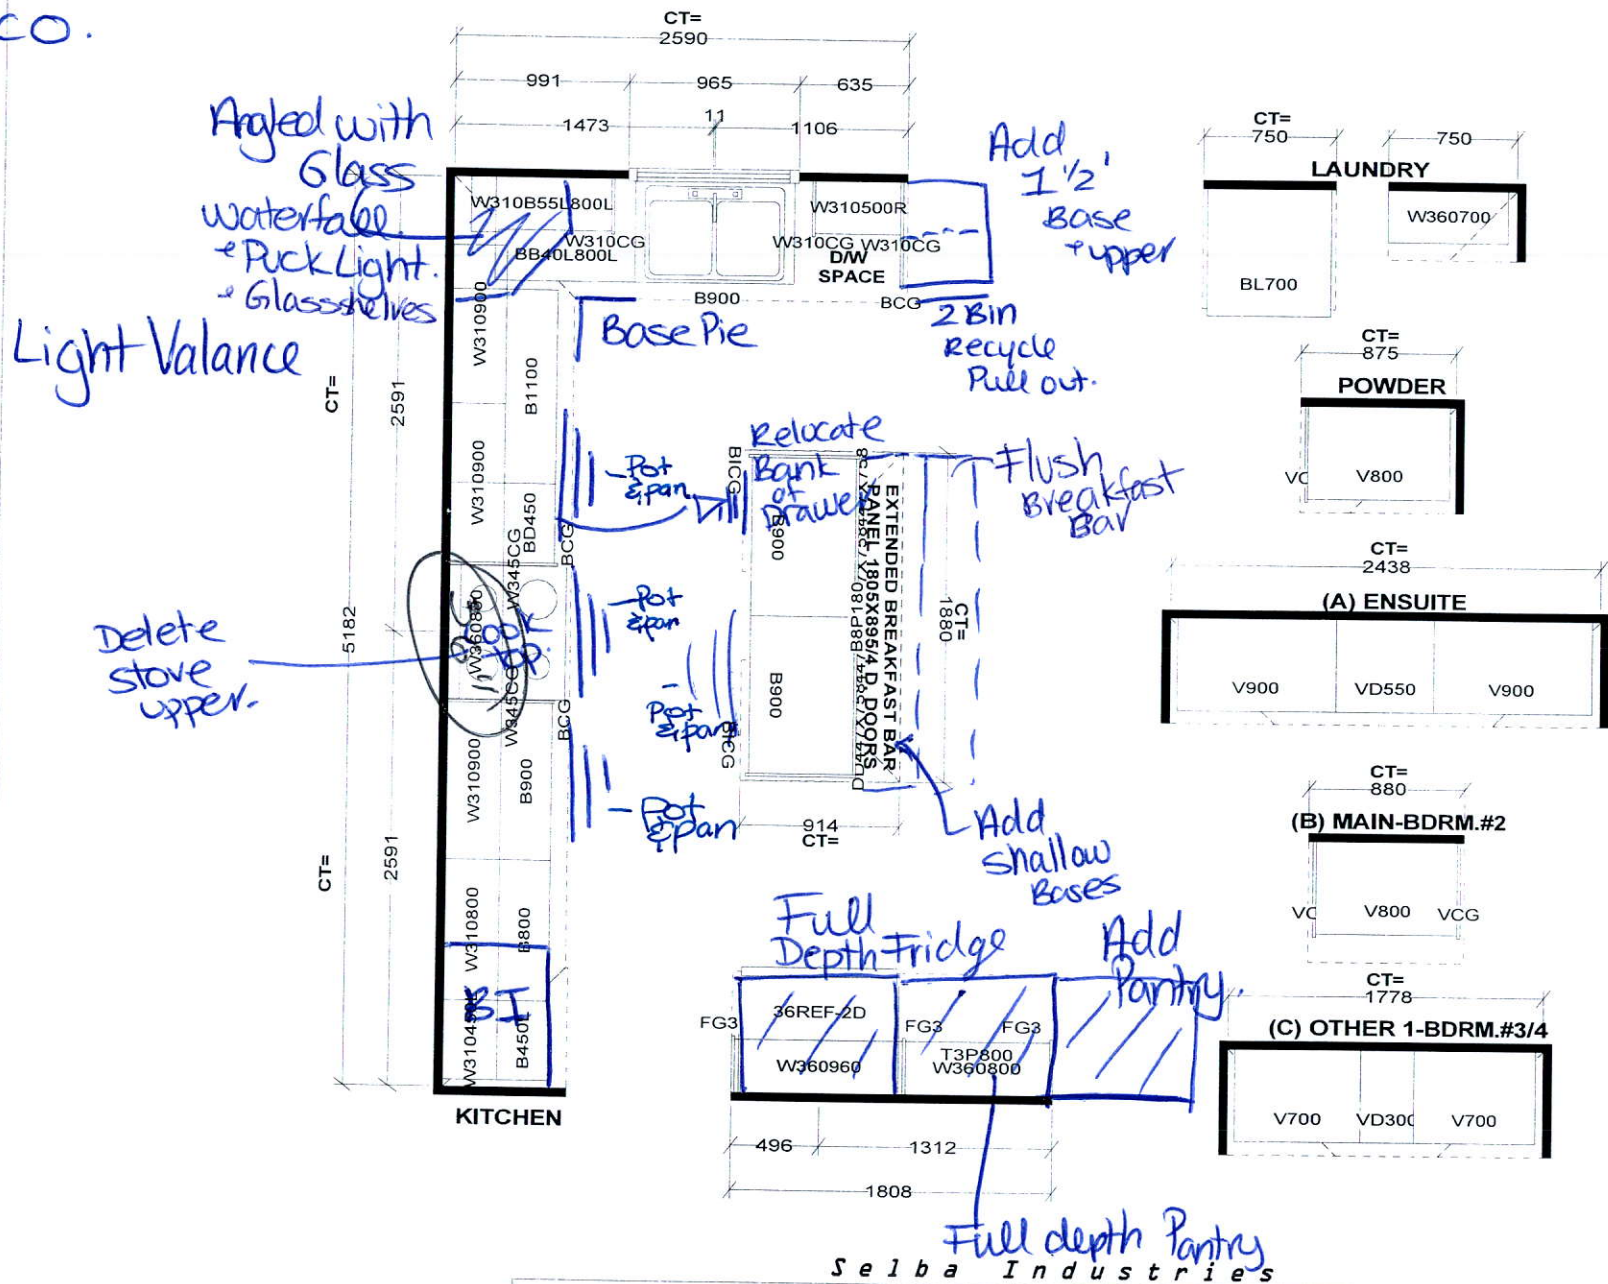 CO.
CT=
2590
991 965 635
1473 11 1106
Angled with
Glass
Waterfall
+ Puck Light.
+ Glass shelves
Light Valance
W310B55L800L
W310CG
BB40L800L
W310500R
W310CG W310CG
D/W
SPACE
B900
BCG
Add
1 1/2'
Base
+ upper
2 Bin
Recycle
Pull out.
Base Pie
CT=
2591
5182
CT=
2591
W310900
B1100
W310900
BD450
W345CG
BCG
W360800
Cook
top.
W345CG
BCG
W310900
B900
W310800
B800
BI
B450L
KITCHEN
Delete
stove
upper.
Pot
& pan
Pot
& pan
Pot
& pan
Pot
& pan
Relocate
Bank
of
Drawers
BICG
B900
B900
BICG
EXTENDED BREAKFAST BAR
PANEL 1805X895/4 D. DOORS
CT=
1880
914
CT=
Flush
Breakfast
Bar
Add
shallow
Bases
Full
Depth Fridge
Add
Pantry.
FG3
36REF-2D
W360960
FG3 FG3
T3P800
W360800
496 1312
1808
Full depth Pantry
CT=
750 750
LAUNDRY
BL700
W360700
CT=
875
POWDER
VC V800
CT=
2438
(A) ENSUITE
V900 VD550 V900
CT=
880
(B) MAIN-BDRM.#2
VC V800 VCG
CT=
1778
(C) OTHER 1-BDRM.#3/4
V700 VD300 V700
Selba Industries